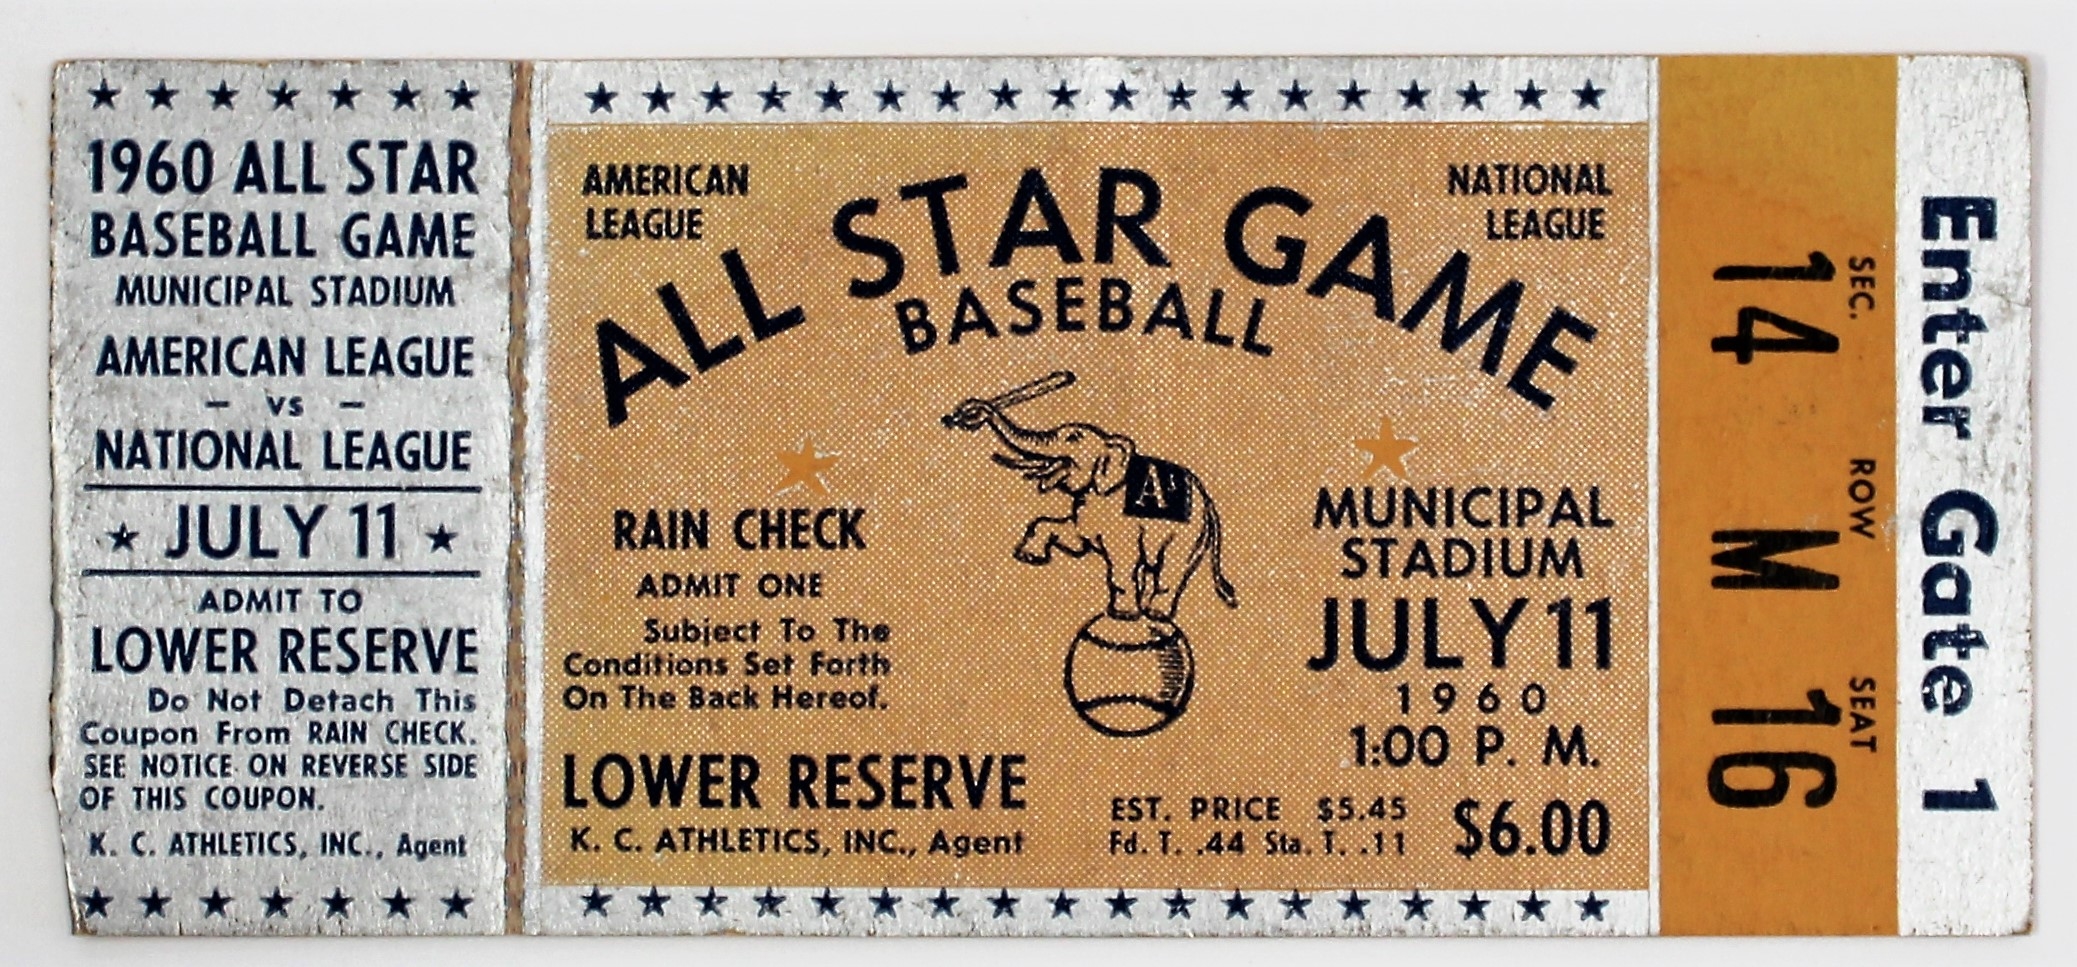 1960 ALL STAR
BASEBALL GAME
MUNICIPAL STADIUM
AMERICAN LEAGUE
- vs -
NATIONAL LEAGUE
JULY 11
ADMIT TO
LOWER RESERVE
Do Not Detach This
Coupon From RAIN CHECK.
SEE NOTICE ON REVERSE SIDE
OF THIS COUPON.
K. C. ATHLETICS, INC., Agent
AMERICAN
LEAGUE
NATIONAL
LEAGUE
ALL STAR GAME
BASEBALL
A's
RAIN CHECK
ADMIT ONE
Subject To The
Conditions Set Forth
On The Back Hereof.
LOWER RESERVE
K. C. ATHLETICS, INC., Agent
MUNICIPAL
STADIUM
JULY 11
1960
1:00 P. M.
EST. PRICE $5.45
Fd. T. .44 Sta. T. .11
$6.00
SEC. ROW SEAT
14 M 16
Enter Gate 1